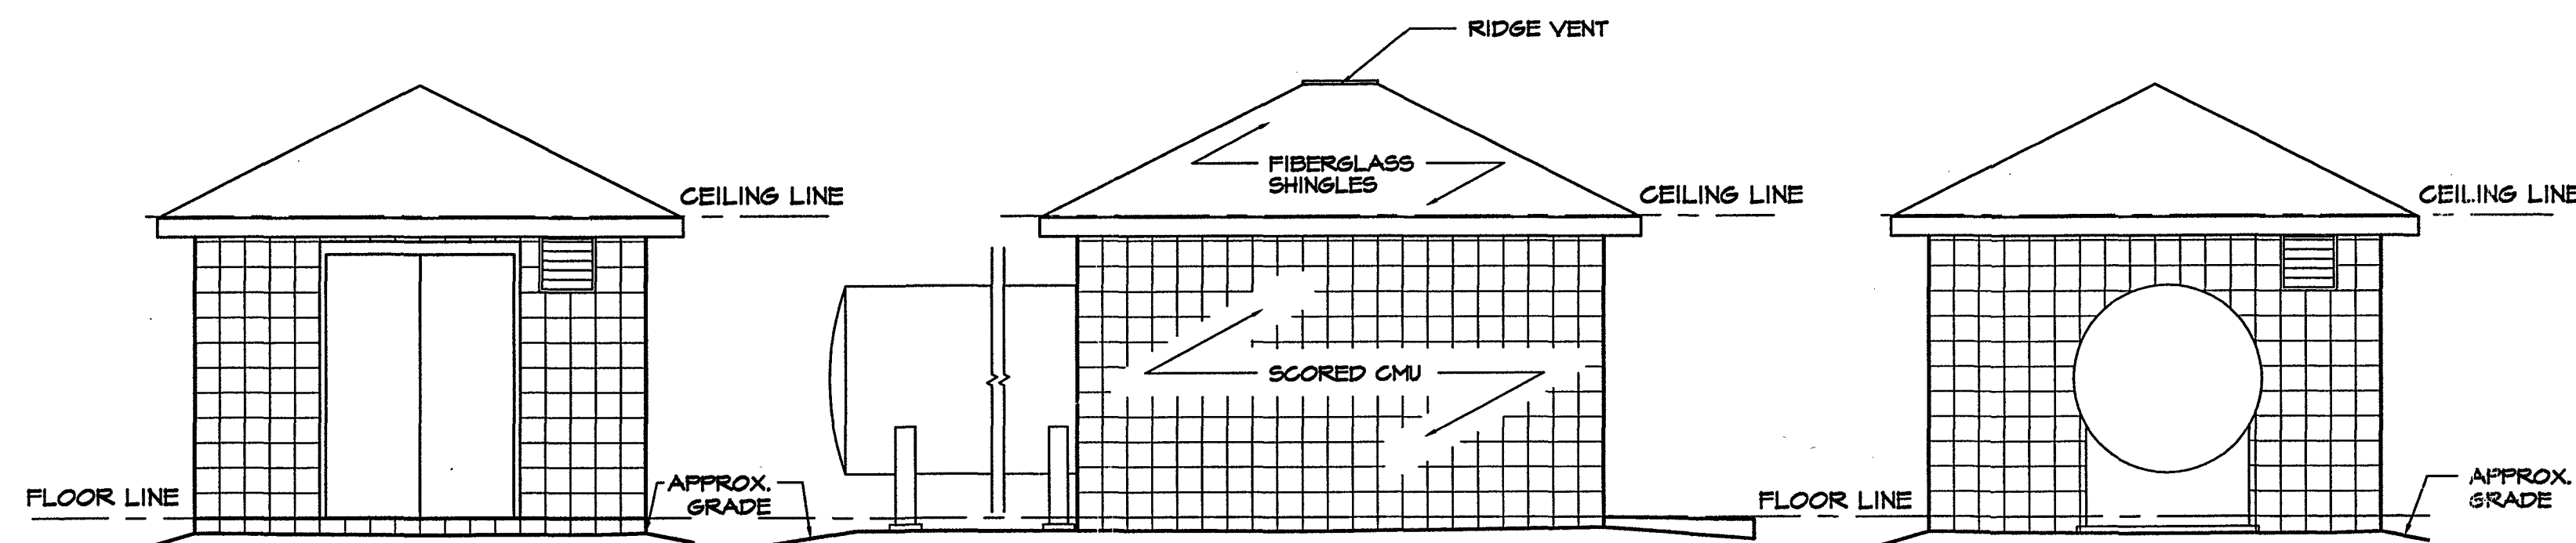 RIDGE VENT
FIBERGLASS
SHINGLES
CEILING LINE
CEILING LINE
CEILING LINE
SCORED CMU
FLOOR LINE
APPROX.
GRADE
FLOOR LINE
APPROX.
GRADE